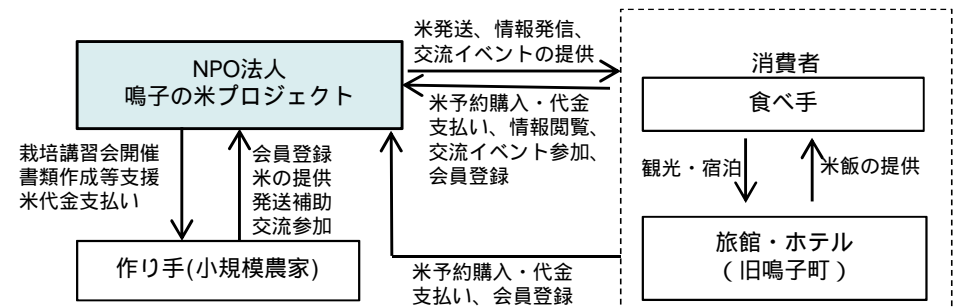 米発送、情報発信、
交流イベントの提供
NPO法人
鳴子の米プロジェクト
消費者
食べ手
米予約購入・代金
支払い、情報閲覧、
交流イベント参加、
会員登録
栽培講習会開催
書類作成等支援
米代金支払い
会員登録
米の提供
発送補助
交流参加
観光・宿泊
米飯の提供
作り手(小規模農家)
旅館・ホテル
(旧鳴子町)
米予約購入・代金
支払い、会員登録